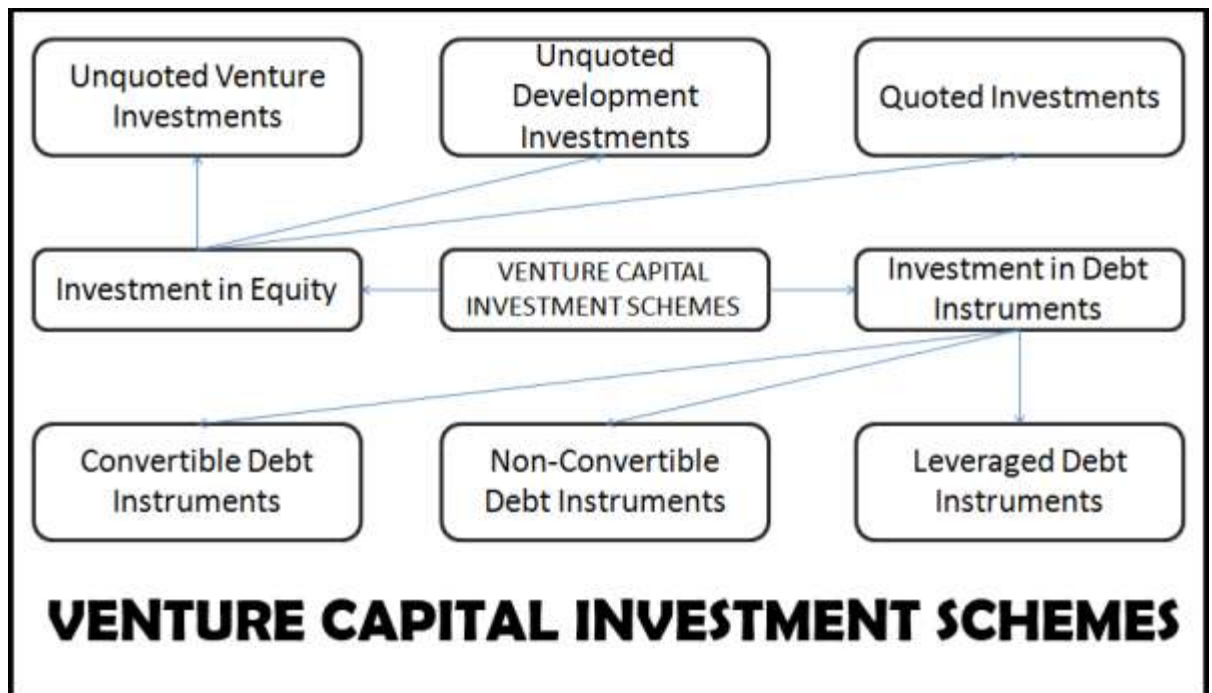 Unquoted Venture
Investments
Unquoted
Development
Investments
Quoted Investments
Investment in Equity
VENTURE CAPITAL
INVESTMENT SCHEMES
Investment in Debt
Instruments
Convertible Debt
Instruments
Non-Convertible
Debt Instruments
Leveraged Debt
Instruments
VENTURE CAPITAL INVESTMENT SCHEMES